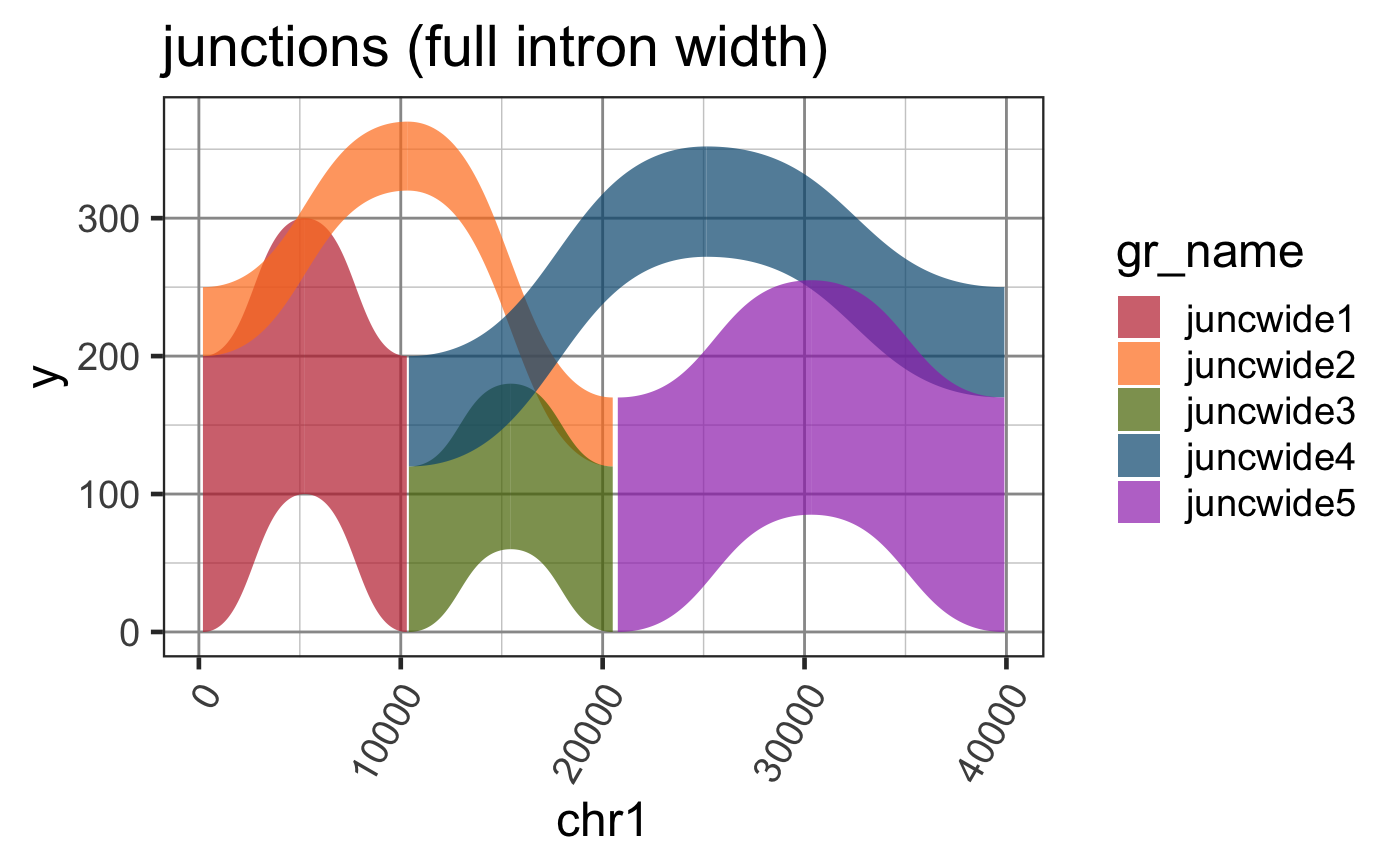 junctions (full intron width)
y
300
200
100
0
0
10000
20000
30000
40000
chr1
gr_name
juncwide1
juncwide2
juncwide3
juncwide4
juncwide5